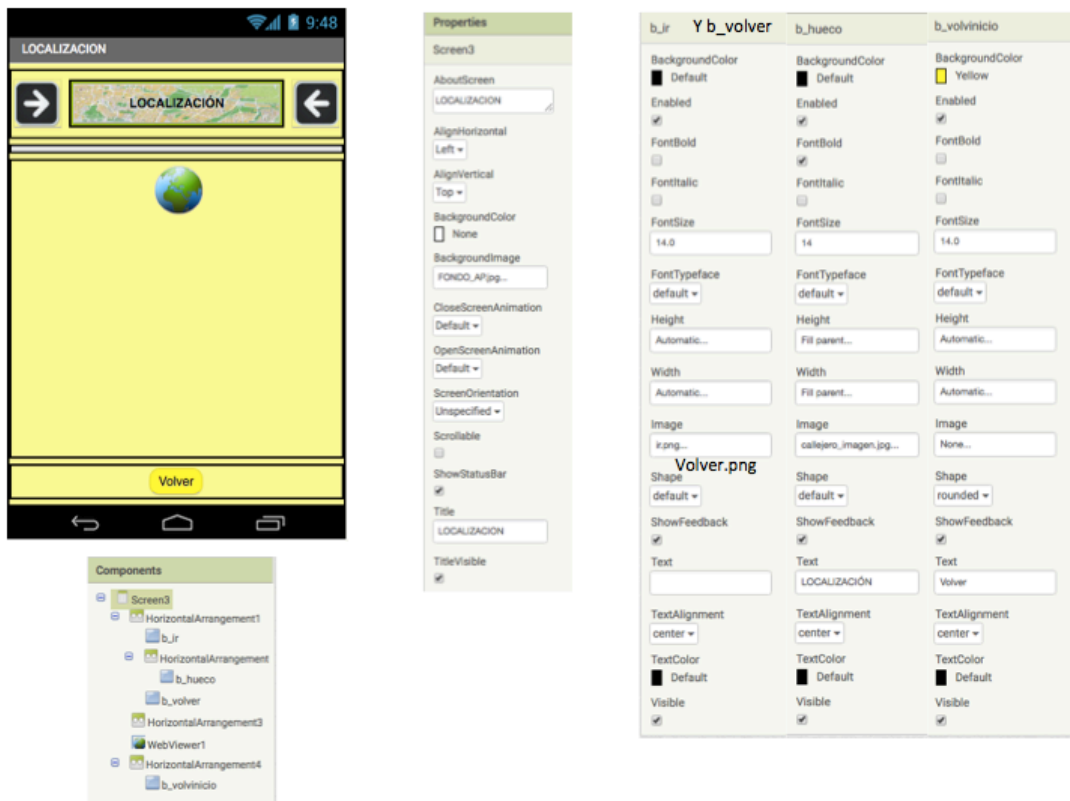 9:48
LOCALIZACION
LOCALIZACIÓN
Volver
Components
Screen3
HorizontalArrangement1
b_ir
HorizontalArrangement
b_hueco
b_volver
HorizontalArrangement3
WebViewer1
HorizontalArrangement4
b_volvinicio
Properties
Screen3
AboutScreen
LOCALIZACION
AlignHorizontal
Left
AlignVertical
Top
BackgroundColor
None
BackgroundImage
FONDO_AP.jpg...
CloseScreenAnimation
Default
OpenScreenAnimation
Default
ScreenOrientation
Unspecified
Scrollable
ShowStatusBar
Title
LOCALIZACION
TitleVisible
b_ir Y b_volver
BackgroundColor
Default
Enabled
FontBold
FontItalic
FontSize
14.0
FontTypeface
default
Height
Automatic...
Width
Automatic...
Image
ir.png...
Volver.png
Shape
default
ShowFeedback
Text
TextAlignment
center
TextColor
Default
Visible
b_hueco
BackgroundColor
Default
Enabled
FontBold
FontItalic
FontSize
14
FontTypeface
default
Height
Fill parent...
Width
Fill parent...
Image
callejero_imagen.jpg...
Shape
default
ShowFeedback
Text
LOCALIZACIÓN
TextAlignment
center
TextColor
Default
Visible
b_volvinicio
BackgroundColor
Yellow
Enabled
FontBold
FontItalic
FontSize
14.0
FontTypeface
default
Height
Automatic...
Width
Automatic...
Image
None...
Shape
rounded
ShowFeedback
Text
Volver
TextAlignment
center
TextColor
Default
Visible